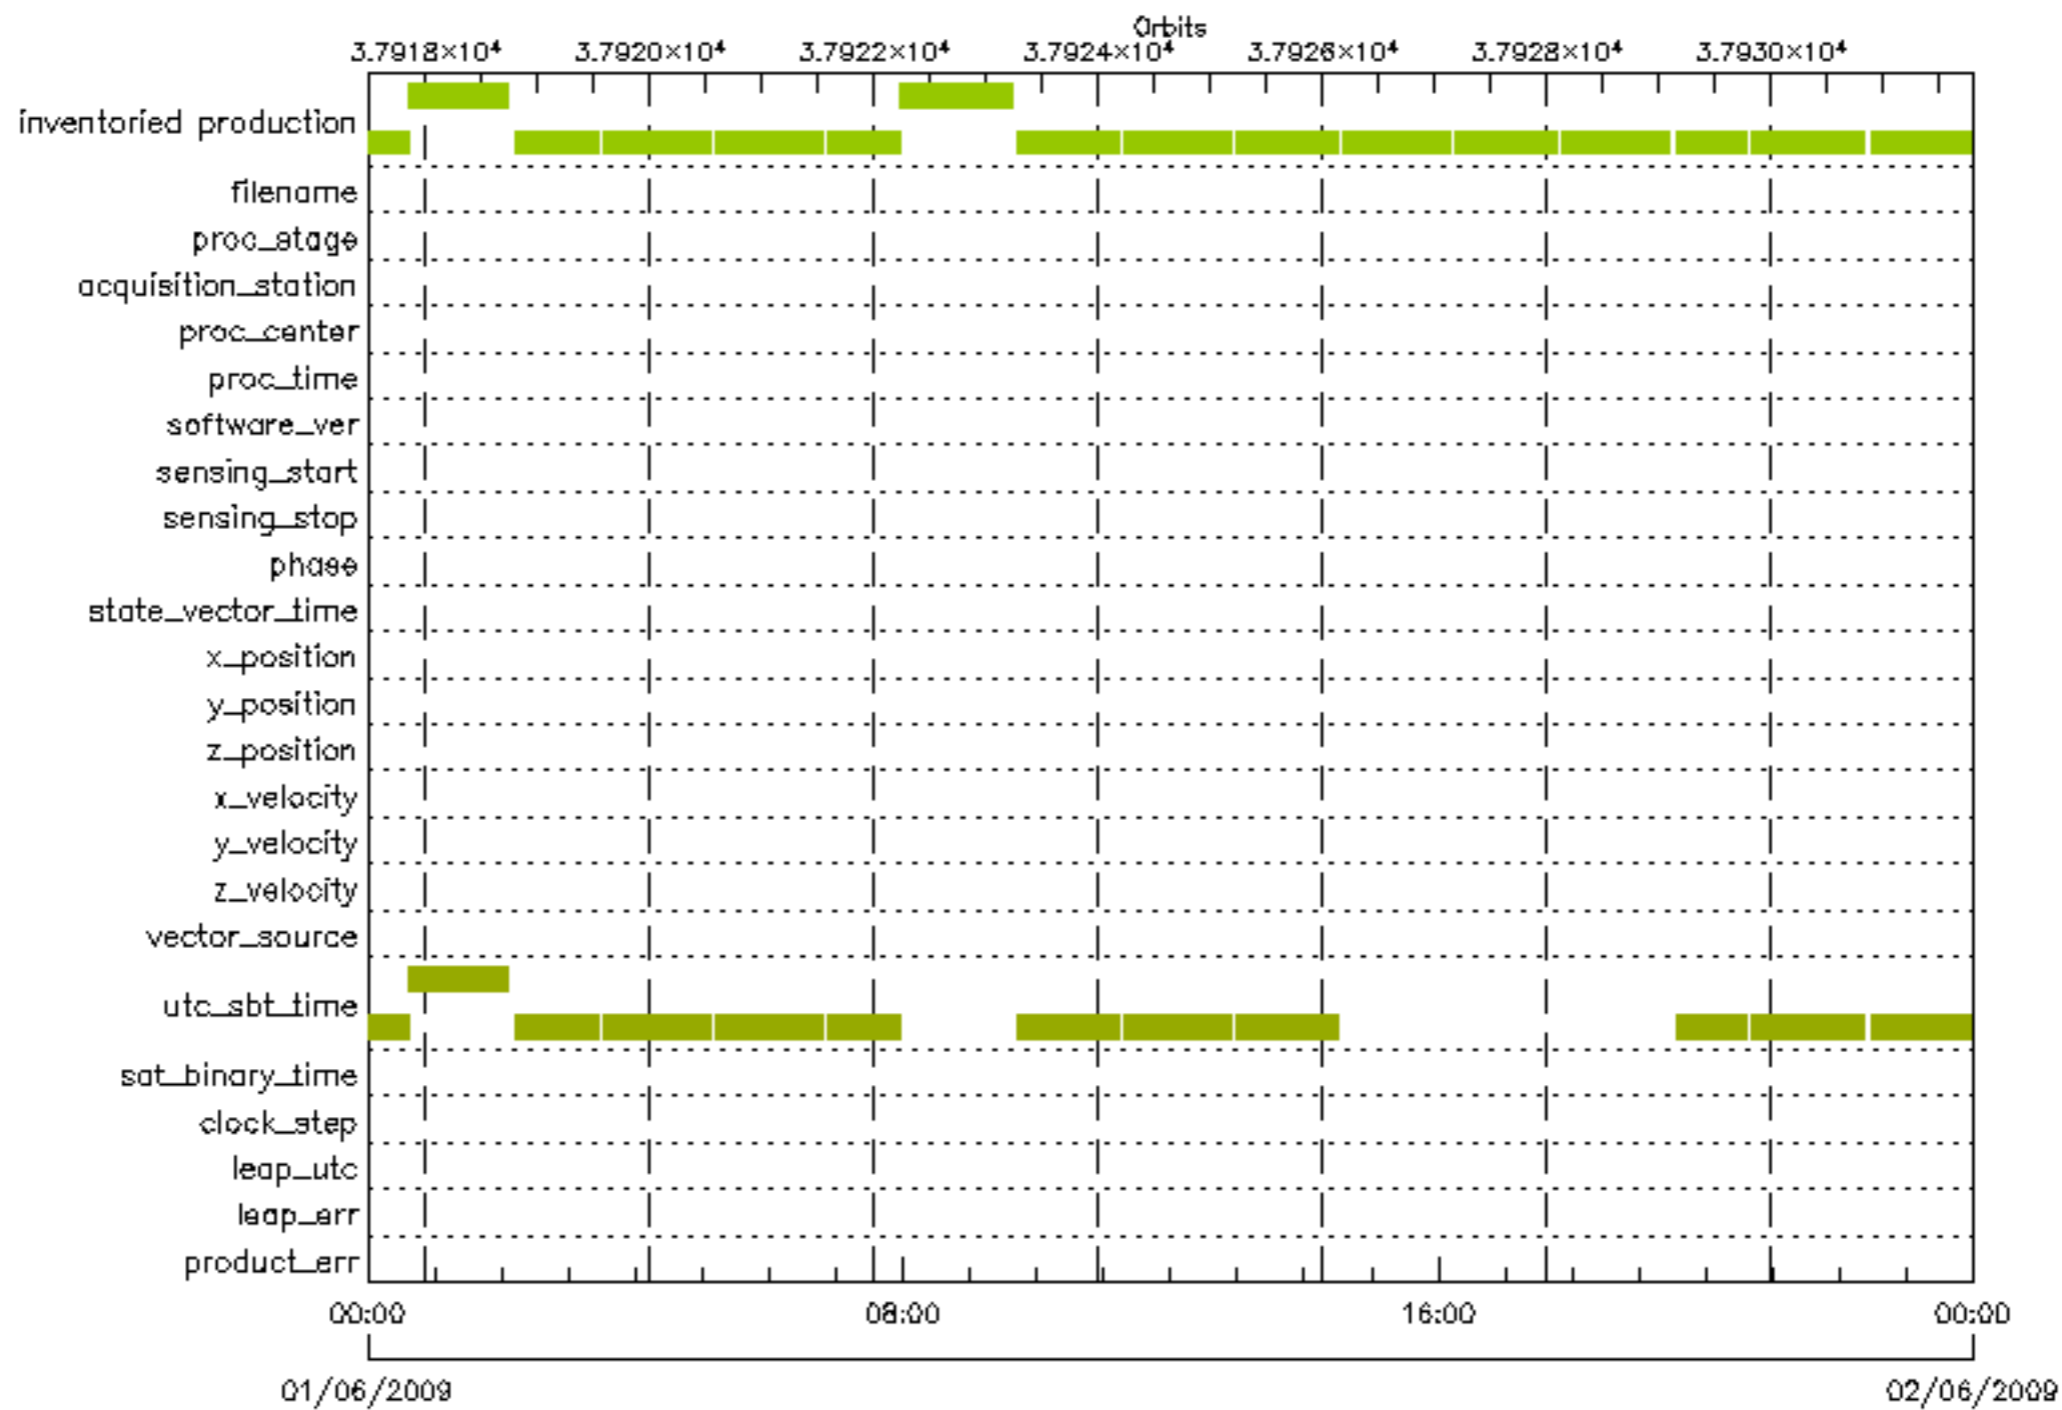 Orbits
3.7918×10⁴ 3.7920×10⁴ 3.7922×10⁴ 3.7924×10⁴ 3.7926×10⁴ 3.7928×10⁴ 3.7930×10⁴
inventoried production
filename
proc_stage
acquisition_station
proc_center
proc_time
software_ver
sensing_start
sensing_stop
phase
state_vector_time
x_position
y_position
z_position
x_velocity
y_velocity
z_velocity
vector_source
utc_sbt_time
sat_binary_time
clock_step
leap_utc
leap_err
product_err
00:00 08:00 16:00 00:00
01/06/2009 02/06/2009